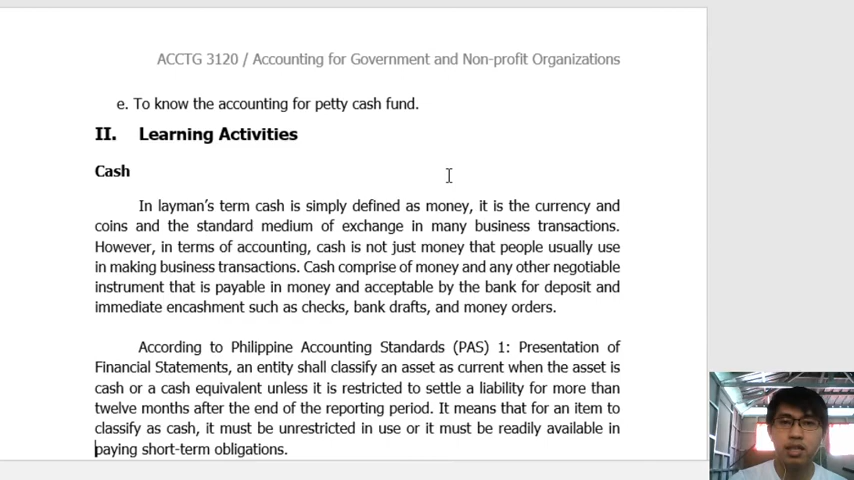 ACCTG 3120 / Accounting for Government and Non-profit Organizations
e. To know the accounting for petty cash fund.
II. Learning Activities
Cash
In layman's term cash is simply defined as money, it is the currency and
coins and the standard medium of exchange in many business transactions.
However, in terms of accounting, cash is not just money that people usually use
in making business transactions. Cash comprise of money and any other negotiable
instrument that is payable in money and acceptable by the bank for deposit and
immediate encashment such as checks, bank drafts, and money orders.
According to Philippine Accounting Standards (PAS) 1: Presentation of
Financial Statements, an entity shall classify an asset as current when the asset is
cash or a cash equivalent unless it is restricted to settle a liability for more than
twelve months after the end of the reporting period. It means that for an item to
classify as cash, it must be unrestricted in use or it must be readily available in
paying short-term obligations.